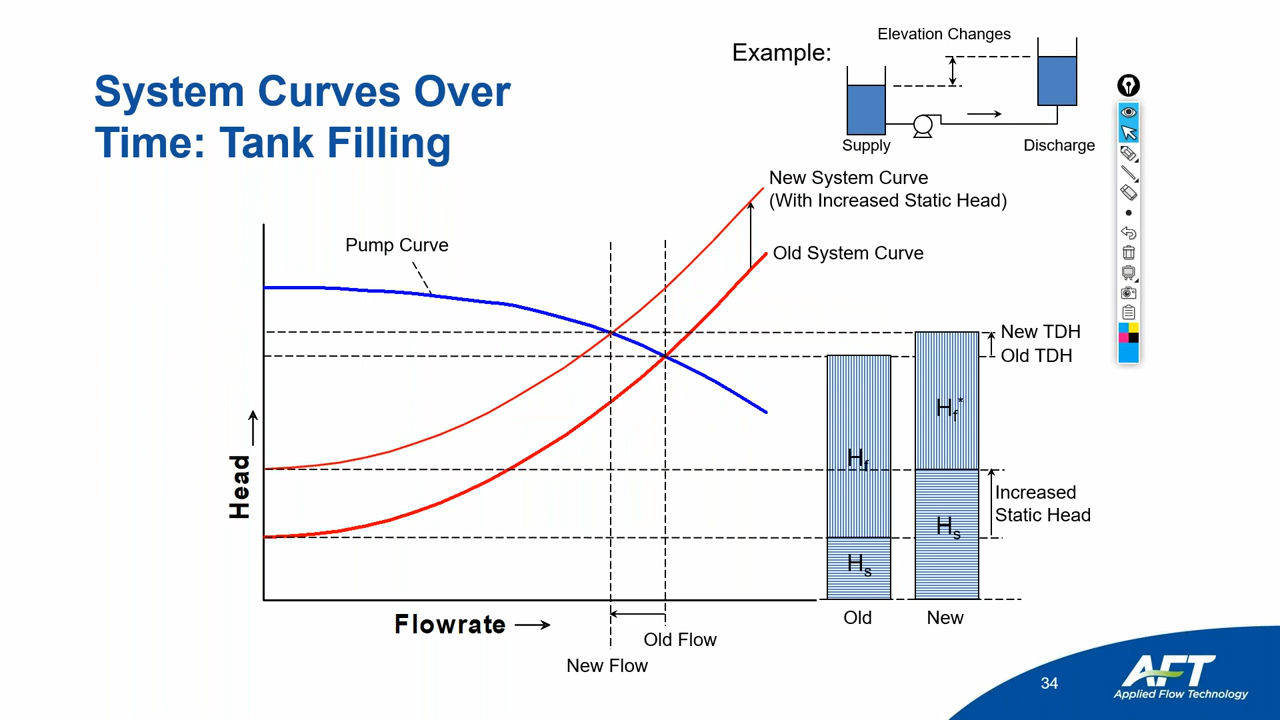 System Curves Over
Time: Tank Filling
Example:
Elevation Changes
Supply
Discharge
New System Curve
(With Increased Static Head)
Old System Curve
Pump Curve
New TDH
Old TDH
Hf*
Hf
Increased
Static Head
Hs
Hs
Head
Flowrate
Old
New
Old Flow
New Flow
34
AFT
Applied Flow Technology